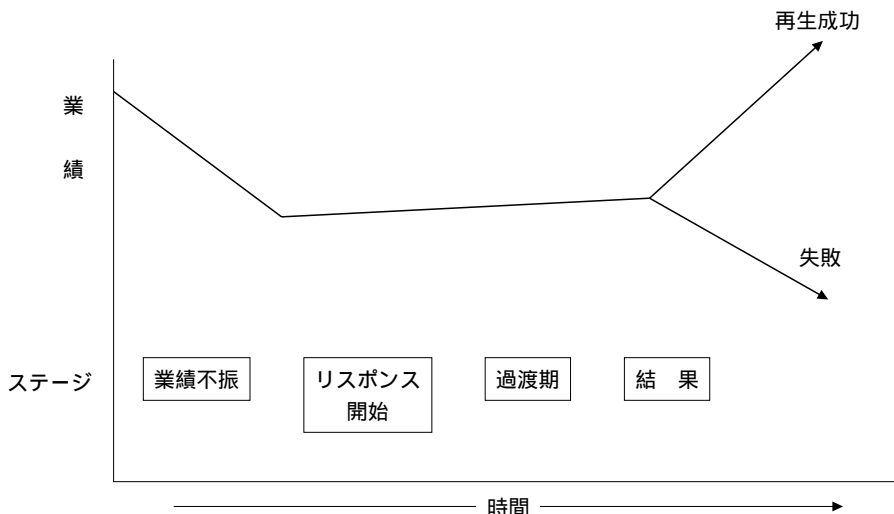 再生成功
業
績
失敗
ステージ
業績不振
リスポンス
開始
過渡期
結　果
時間